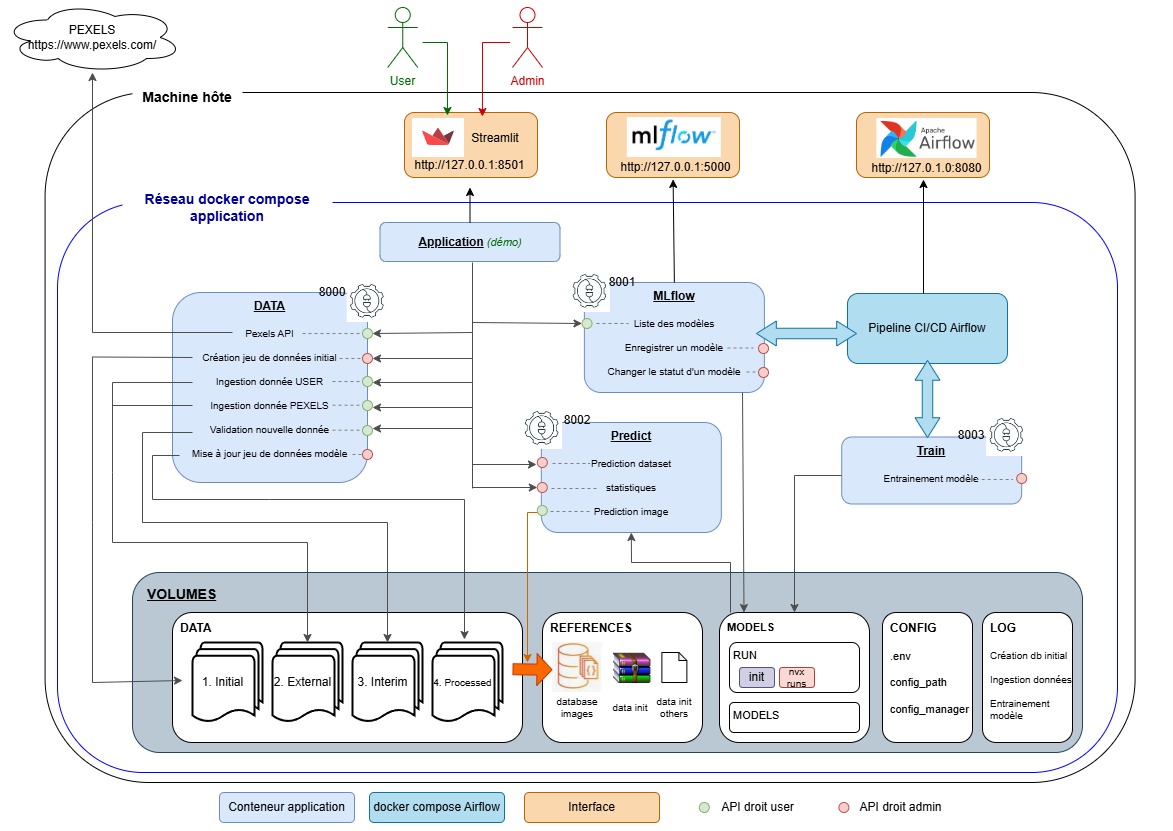 PEXELS
https://www.pexels.com/
User
Admin
Machine hôte
Streamlit
http://127.0.0.1:8501
mlflow
http://127.0.0.1:5000
Apache
Airflow
http://127.0.1.0:8080
Réseau docker compose
application
Application (démo)
8000
DATA
Pexels API
Création jeu de données initial
Ingestion donnée USER
Ingestion donnée PEXELS
Validation nouvelle donnée
Mise à jour jeu de données modèle
8001
MLflow
Liste des modèles
Enregistrer un modèle
Changer le statut d'un modèle
Pipeline CI/CD Airflow
8002
Predict
Prediction dataset
statistiques
Prediction image
8003
Train
Entrainement modèle
VOLUMES
DATA
1. Initial
2. External
3. Interim
4. Processed
REFERENCES
database
images
data init
data init
others
MODELS
RUN
init
nvx
runs
MODELS
CONFIG
.env
config_path
config_manager
LOG
Création db initial
Ingestion données
Entrainement
modèle
Conteneur application
docker compose Airflow
Interface
API droit user
API droit admin